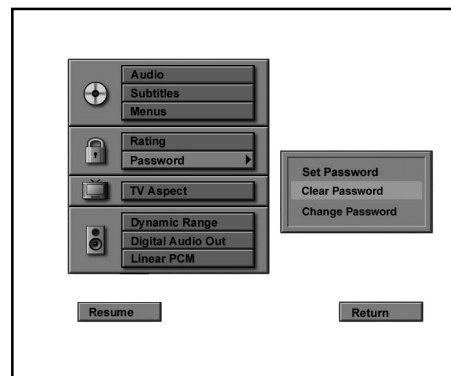 Audio
Subtitles
Menus
Rating
Password
TV Aspect
Dynamic Range
Digital Audio Out
Linear PCM
Set Password
Clear Password
Change Password
Resume
Return